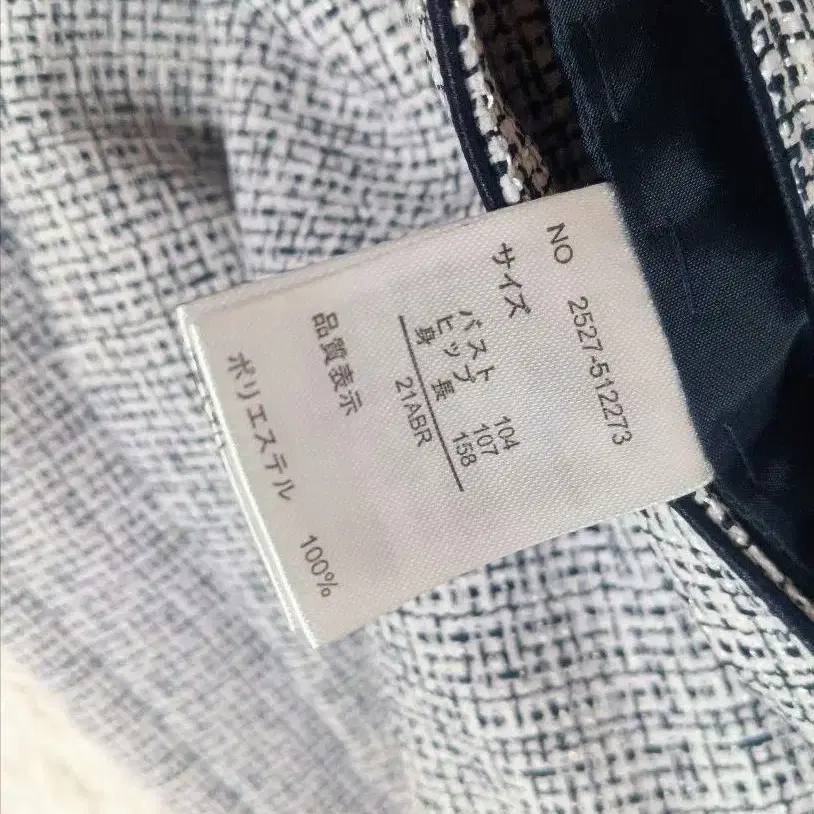 NO 2527-512273
サイズ
バスト 104
ヒップ 107
身 長 158
21ABR
品質表示
ポリエステル 100%